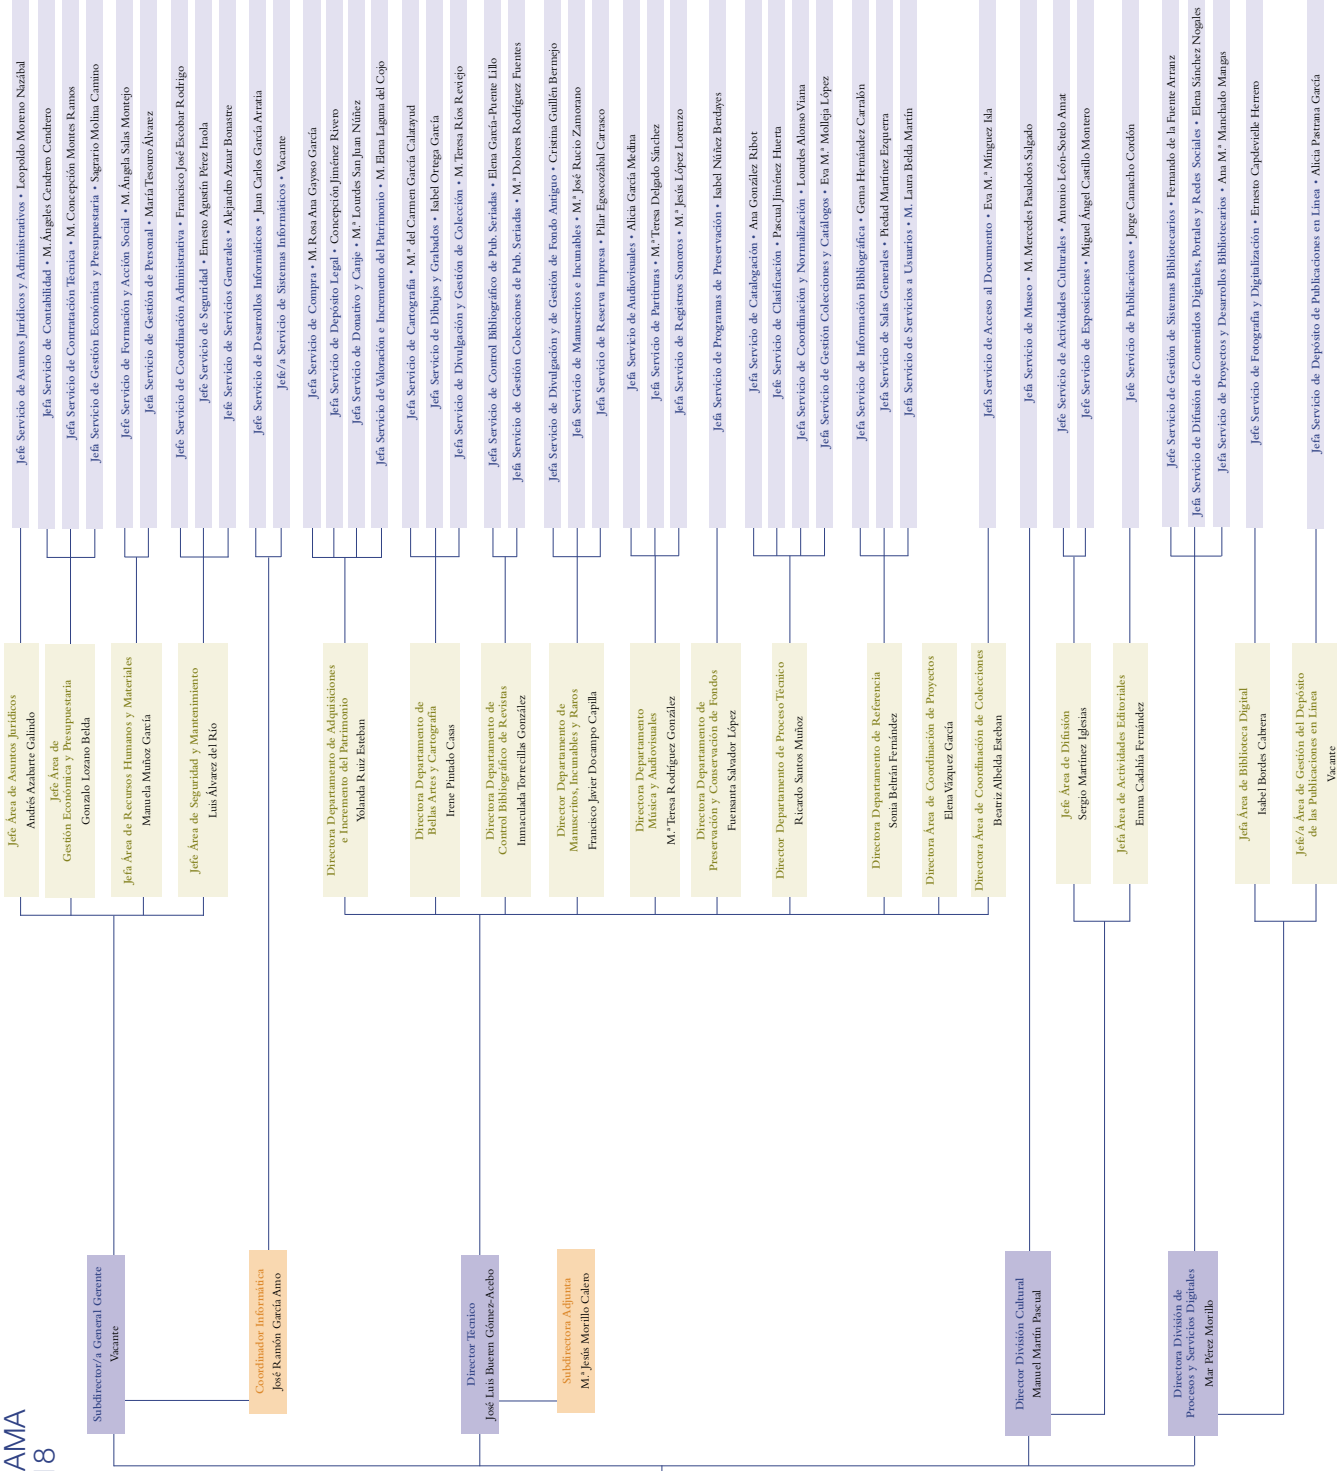 AMA
18
Subdirector/a General Gerente
Vacante
Coordinador Informática
José Ramón García Amo
Director Técnico
José Luis Bueren Gómez-Acebo
Subdirectora Adjunta
M.ª Jesús Morillo Calero
Director División Cultural
Manuel Martín Pascual
Directora División de
Procesos y Servicios Digitales
Mar Pérez Morillo
Jefe Área de Asuntos Jurídicos
Andrés Azabarte Galindo
Jefe Área de
Gestión Económica y Presupuestaria
Gonzalo Lozano Belda
Jefa Área de Recursos Humanos y Materiales
Manuela Muñoz García
Jefe Área de Seguridad y Mantenimiento
Luis Álvarez del Río
Directora Departamento de Adquisiciones
e Incremento del Patrimonio
Yolanda Ruiz Esteban
Directora Departamento de
Bellas Artes y Cartografía
Irene Pintado Casas
Directora Departamento de
Control Bibliográfico de Revistas
Inmaculada Torrecillas González
Director Departamento de
Manuscritos, Incunables y Raros
Francisco Javier Docampo Capilla
Directora Departamento
Música y Audiovisuales
M.ª Teresa Rodríguez González
Directora Departamento de
Preservación y Conservación de Fondos
Fuensanta Salvador López
Director Departamento de Proceso Técnico
Ricardo Santos Muñoz
Directora Departamento de Referencia
Sonia Beltrán Fernández
Directora Área de Coordinación de Proyectos
Elena Vázquez García
Directora Área de Coordinación de Colecciones
Beatriz Albelda Esteban
Jefe Área de Difusión
Sergio Martínez Iglesias
Jefa Área de Actividades Editoriales
Emma Cadahía Fernández
Jefa Área de Biblioteca Digital
Isabel Bordes Cabrera
Jefe/a Área de Gestión del Depósito
de las Publicaciones en Línea
Vacante
Jefe Servicio de Asuntos Jurídicos y Administrativos • Leopoldo Moreno Nazábal
Jefa Servicio de Contabilidad • M. Ángeles Cendrero Cendrero
Jefa Servicio de Contratación Técnica • M. Concepción Montes Ramos
Jefa Servicio de Gestión Económica y Presupuestaria • Sagrario Molina Camino
Jefe Servicio de Formación y Acción Social • M. Ángela Salas Montejo
Jefa Servicio de Gestión de Personal • María Tesouro Álvarez
Jefe Servicio de Coordinación Administrativa • Francisco José Escobar Rodrigo
Jefe Servicio de Seguridad • Ernesto Agustín Pérez Iraola
Jefe Servicio de Servicios Generales • Alejandro Aznar Bonastre
Jefe Servicio de Desarrollos Informáticos • Juan Carlos García Arratia
Jefe/a Servicio de Sistemas Informáticos • Vacante
Jefa Servicio de Compra • M. Rosa Ana Gayoso García
Jefa Servicio de Depósito Legal • Concepción Jiménez Rivero
Jefa Servicio de Donativo y Canje • M.ª Lourdes San Juan Núñez
Jefa Servicio de Valoración e Incremento del Patrimonio • M. Elena Laguna del Cojo
Jefa Servicio de Cartografía • M.ª del Carmen García Calatayud
Jefa Servicio de Dibujos y Grabados • Isabel Ortega García
Jefa Servicio de Divulgación y Gestión de Colección • M. Teresa Ríos Reviejo
Jefa Servicio de Control Bibliográfico de Pub. Seriadas • Elena García-Puente Lillo
Jefa Servicio de Gestión Colecciones de Pub. Seriadas • M.ª Dolores Rodríguez Fuentes
Jefa Servicio de Divulgación y de Gestión de Fondo Antiguo • Cristina Guillén Bermejo
Jefa Servicio de Manuscritos e Incunables • M.ª José Rucio Zamorano
Jefa Servicio de Reserva Impresa • Pilar Egoscozábal Carrasco
Jefa Servicio de Audiovisuales • Alicia García Medina
Jefa Servicio de Partituras • M.ª Teresa Delgado Sánchez
Jefa Servicio de Registros Sonoros • M.ª Jesús López Lorenzo
Jefa Servicio de Programas de Preservación • Isabel Núñez Berdayes
Jefa Servicio de Catalogación • Ana González Ribot
Jefe Servicio de Clasificación • Pascual Jiménez Huerta
Jefa Servicio de Coordinación y Normalización • Lourdes Alonso Viana
Jefa Servicio de Gestión Colecciones y Catálogos • Eva M.ª Molleja López
Jefa Servicio de Información Bibliográfica • Gema Hernández Carralón
Jefa Servicio de Salas Generales • Piedad Martínez Ezquerra
Jefa Servicio de Servicios a Usuarios • M. Laura Belda Martín
Jefa Servicio de Acceso al Documento • Eva M.ª Mínguez Isla
Jefa Servicio de Museo • M. Mercedes Pasalodos Salgado
Jefe Servicio de Actividades Culturales • Antonio León-Sotelo Amat
Jefe Servicio de Exposiciones • Miguel Ángel Castillo Montero
Jefe Servicio de Publicaciones • Jorge Camacho Cordón
Jefe Servicio de Gestión de Sistemas Bibliotecarios • Fernando de la Fuente Arranz
Jefa Servicio de Difusión de Contenidos Digitales, Portales y Redes Sociales • Elena Sánchez Nogales
Jefa Servicio de Proyectos y Desarrollos Bibliotecarios • Ana M.ª Manchado Mangas
Jefe Servicio de Fotografía y Digitalización • Ernesto Capdevielle Herrero
Jefa Servicio de Depósito de Publicaciones en Línea • Alicia Pastrana García